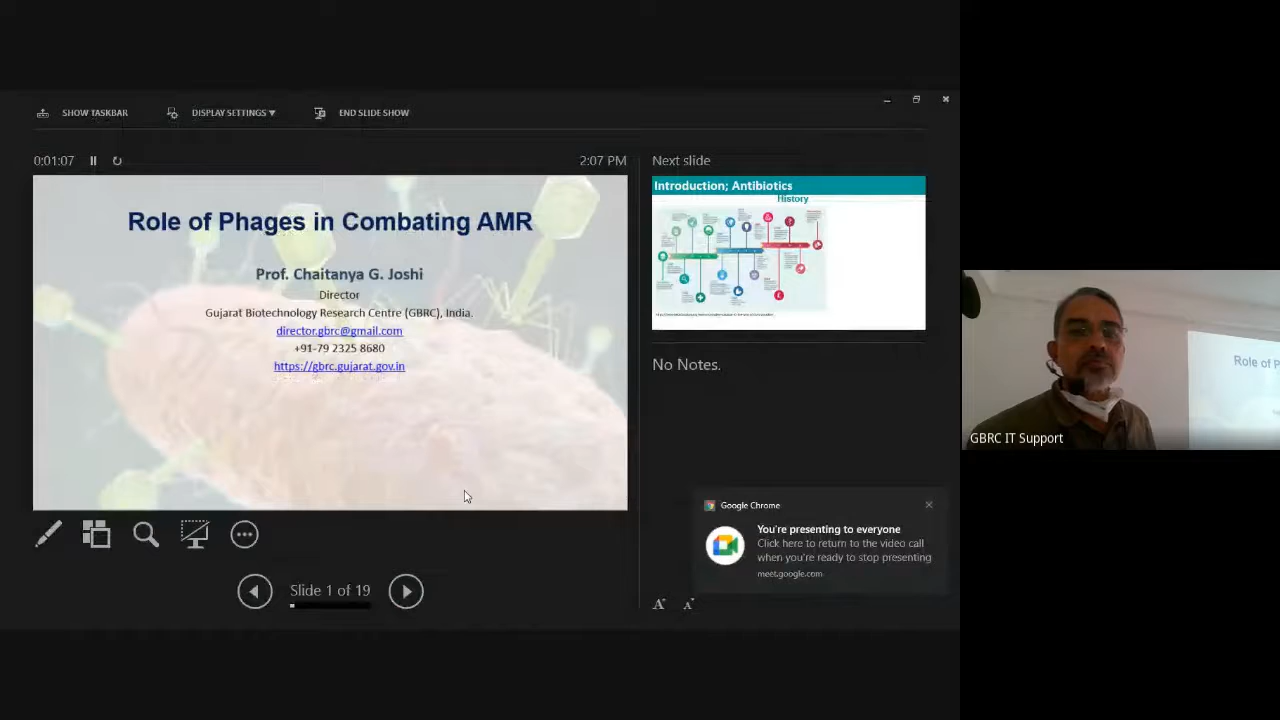 SHOW TASKBAR
DISPLAY SETTINGS
END SLIDE SHOW
0:01:07
2:07 PM
Role of Phages in Combating AMR
Prof. Chaitanya G. Joshi
Director
Gujarat Biotechnology Research Centre (GBRC), India.
director.gbrc@gmail.com
+91-79 2325 8680
https://gbrc.gujarat.gov.in
Slide 1 of 19
Next slide
Introduction; Antibiotics
History
No Notes.
Google Chrome
You're presenting to everyone
Click here to return to the video call
when you're ready to stop presenting
meet.google.com
A A
Role of P
GBRC IT Support